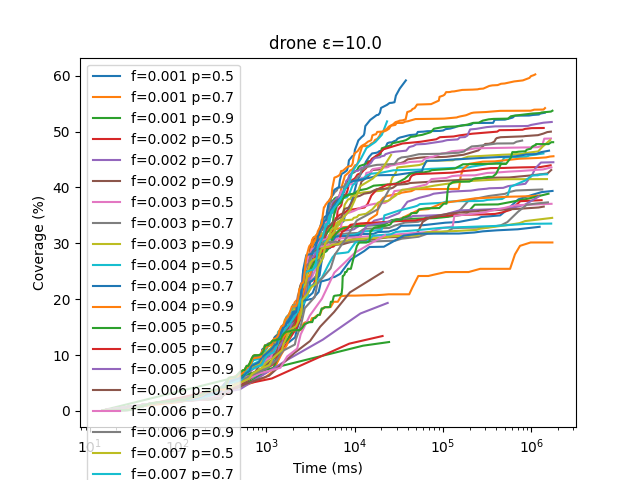 drone ε=10.0
Coverage (%)
60
50
40
30
20
10
0
f=0.001 p=0.5
f=0.001 p=0.7
f=0.001 p=0.9
f=0.002 p=0.5
f=0.002 p=0.7
f=0.002 p=0.9
f=0.003 p=0.5
f=0.003 p=0.7
f=0.003 p=0.9
f=0.004 p=0.5
f=0.004 p=0.7
f=0.004 p=0.9
f=0.005 p=0.5
f=0.005 p=0.7
f=0.005 p=0.9
f=0.006 p=0.5
f=0.006 p=0.7
f=0.006 p=0.9
f=0.007 p=0.5
f=0.007 p=0.7
10¹ 10² 10³ 10⁴ 10⁵ 10⁶
Time (ms)